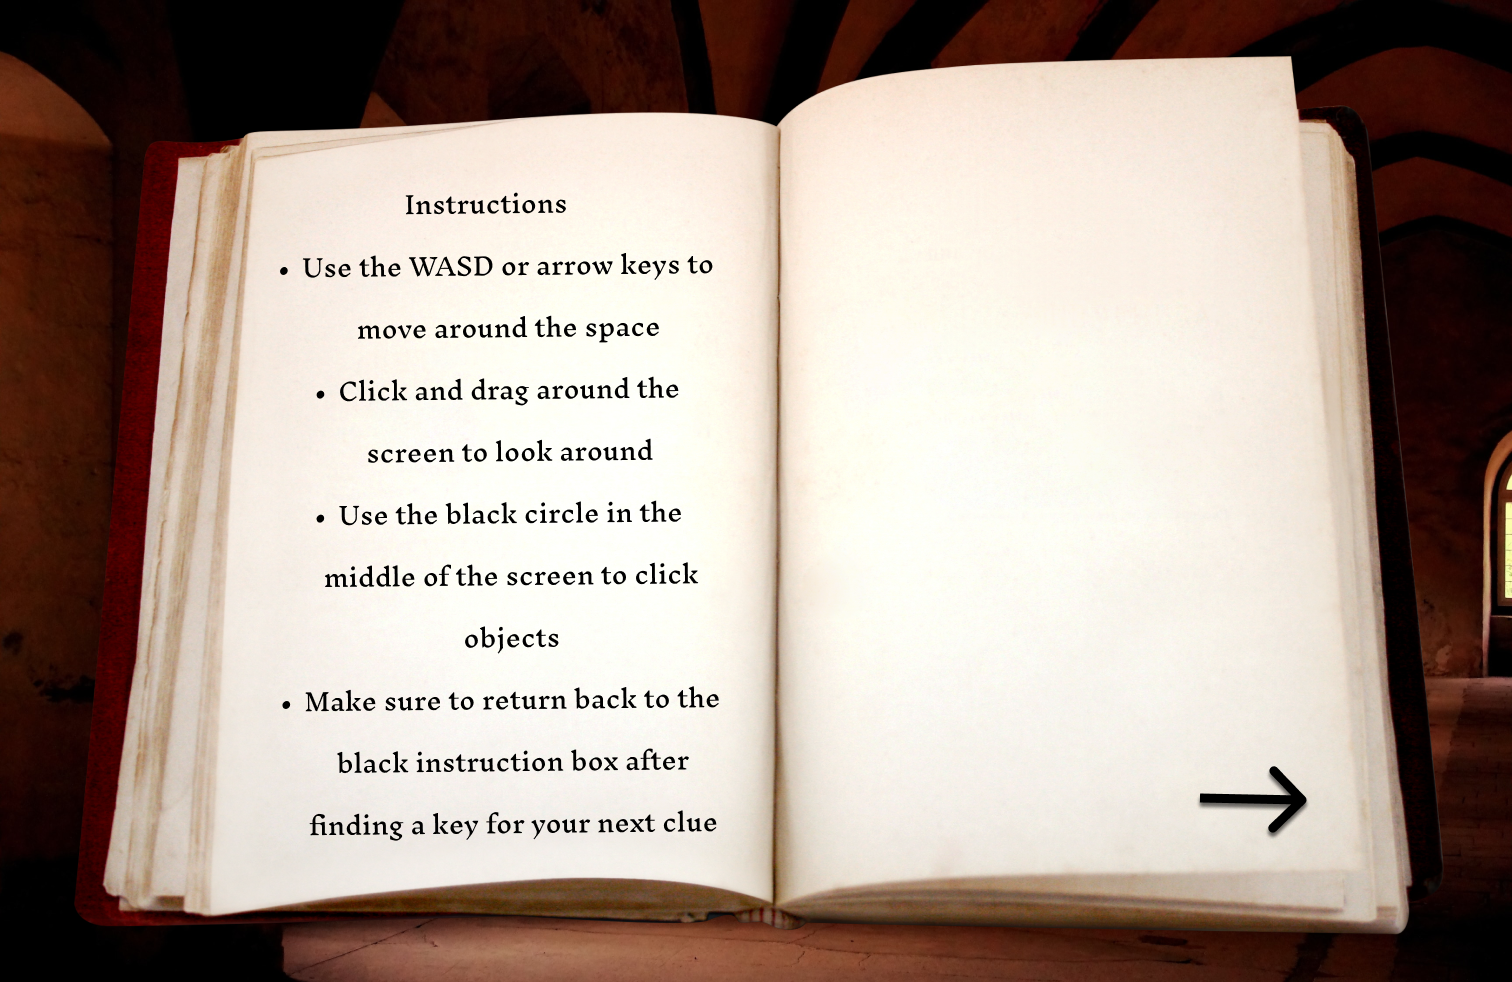 Instructions
• Use the WASD or arrow keys to
move around the space
• Click and drag around the
screen to look around
• Use the black circle in the
middle of the screen to click
objects
• Make sure to return back to the
black instruction box after
finding a key for your next clue